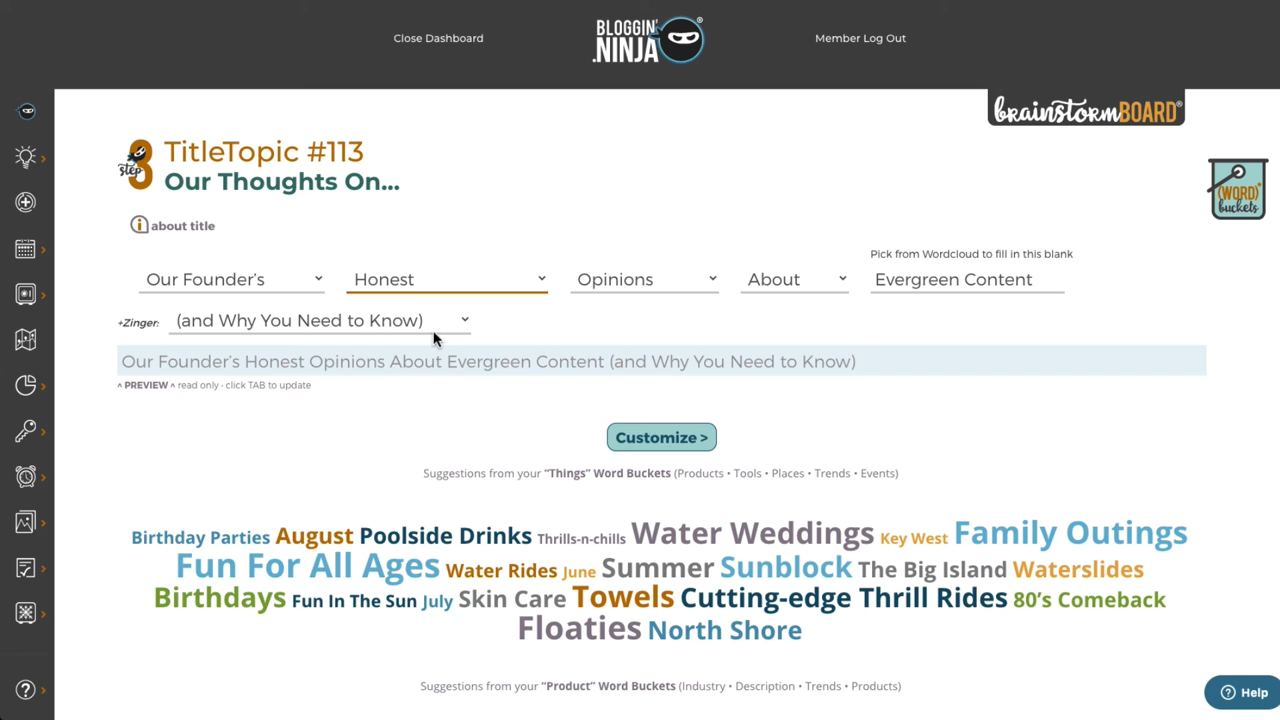 Close Dashboard
BLOGGIN'
.NINJA®
Member Log Out
brainstormBOARD®
step 3
TitleTopic #113
Our Thoughts On...
(WORD)
buckets
about title
Pick from Wordcloud to fill in this blank
Our Founder's Honest Opinions About Evergreen Content
+Zinger: (and Why You Need to Know)
Our Founder's Honest Opinions About Evergreen Content (and Why You Need to Know)
^ PREVIEW ^ read only - click TAB to update
Customize >
Suggestions from your "Things" Word Buckets (Products • Tools • Places • Trends • Events)
Birthday Parties August Poolside Drinks Thrills-n-chills Water Weddings Key West Family Outings
Fun For All Ages Water Rides June Summer Sunblock The Big Island Waterslides
Birthdays Fun In The Sun July Skin Care Towels Cutting-edge Thrill Rides 80's Comeback
Floaties North Shore
Suggestions from your "Product" Word Buckets (Industry • Description • Trends • Products)
? Help